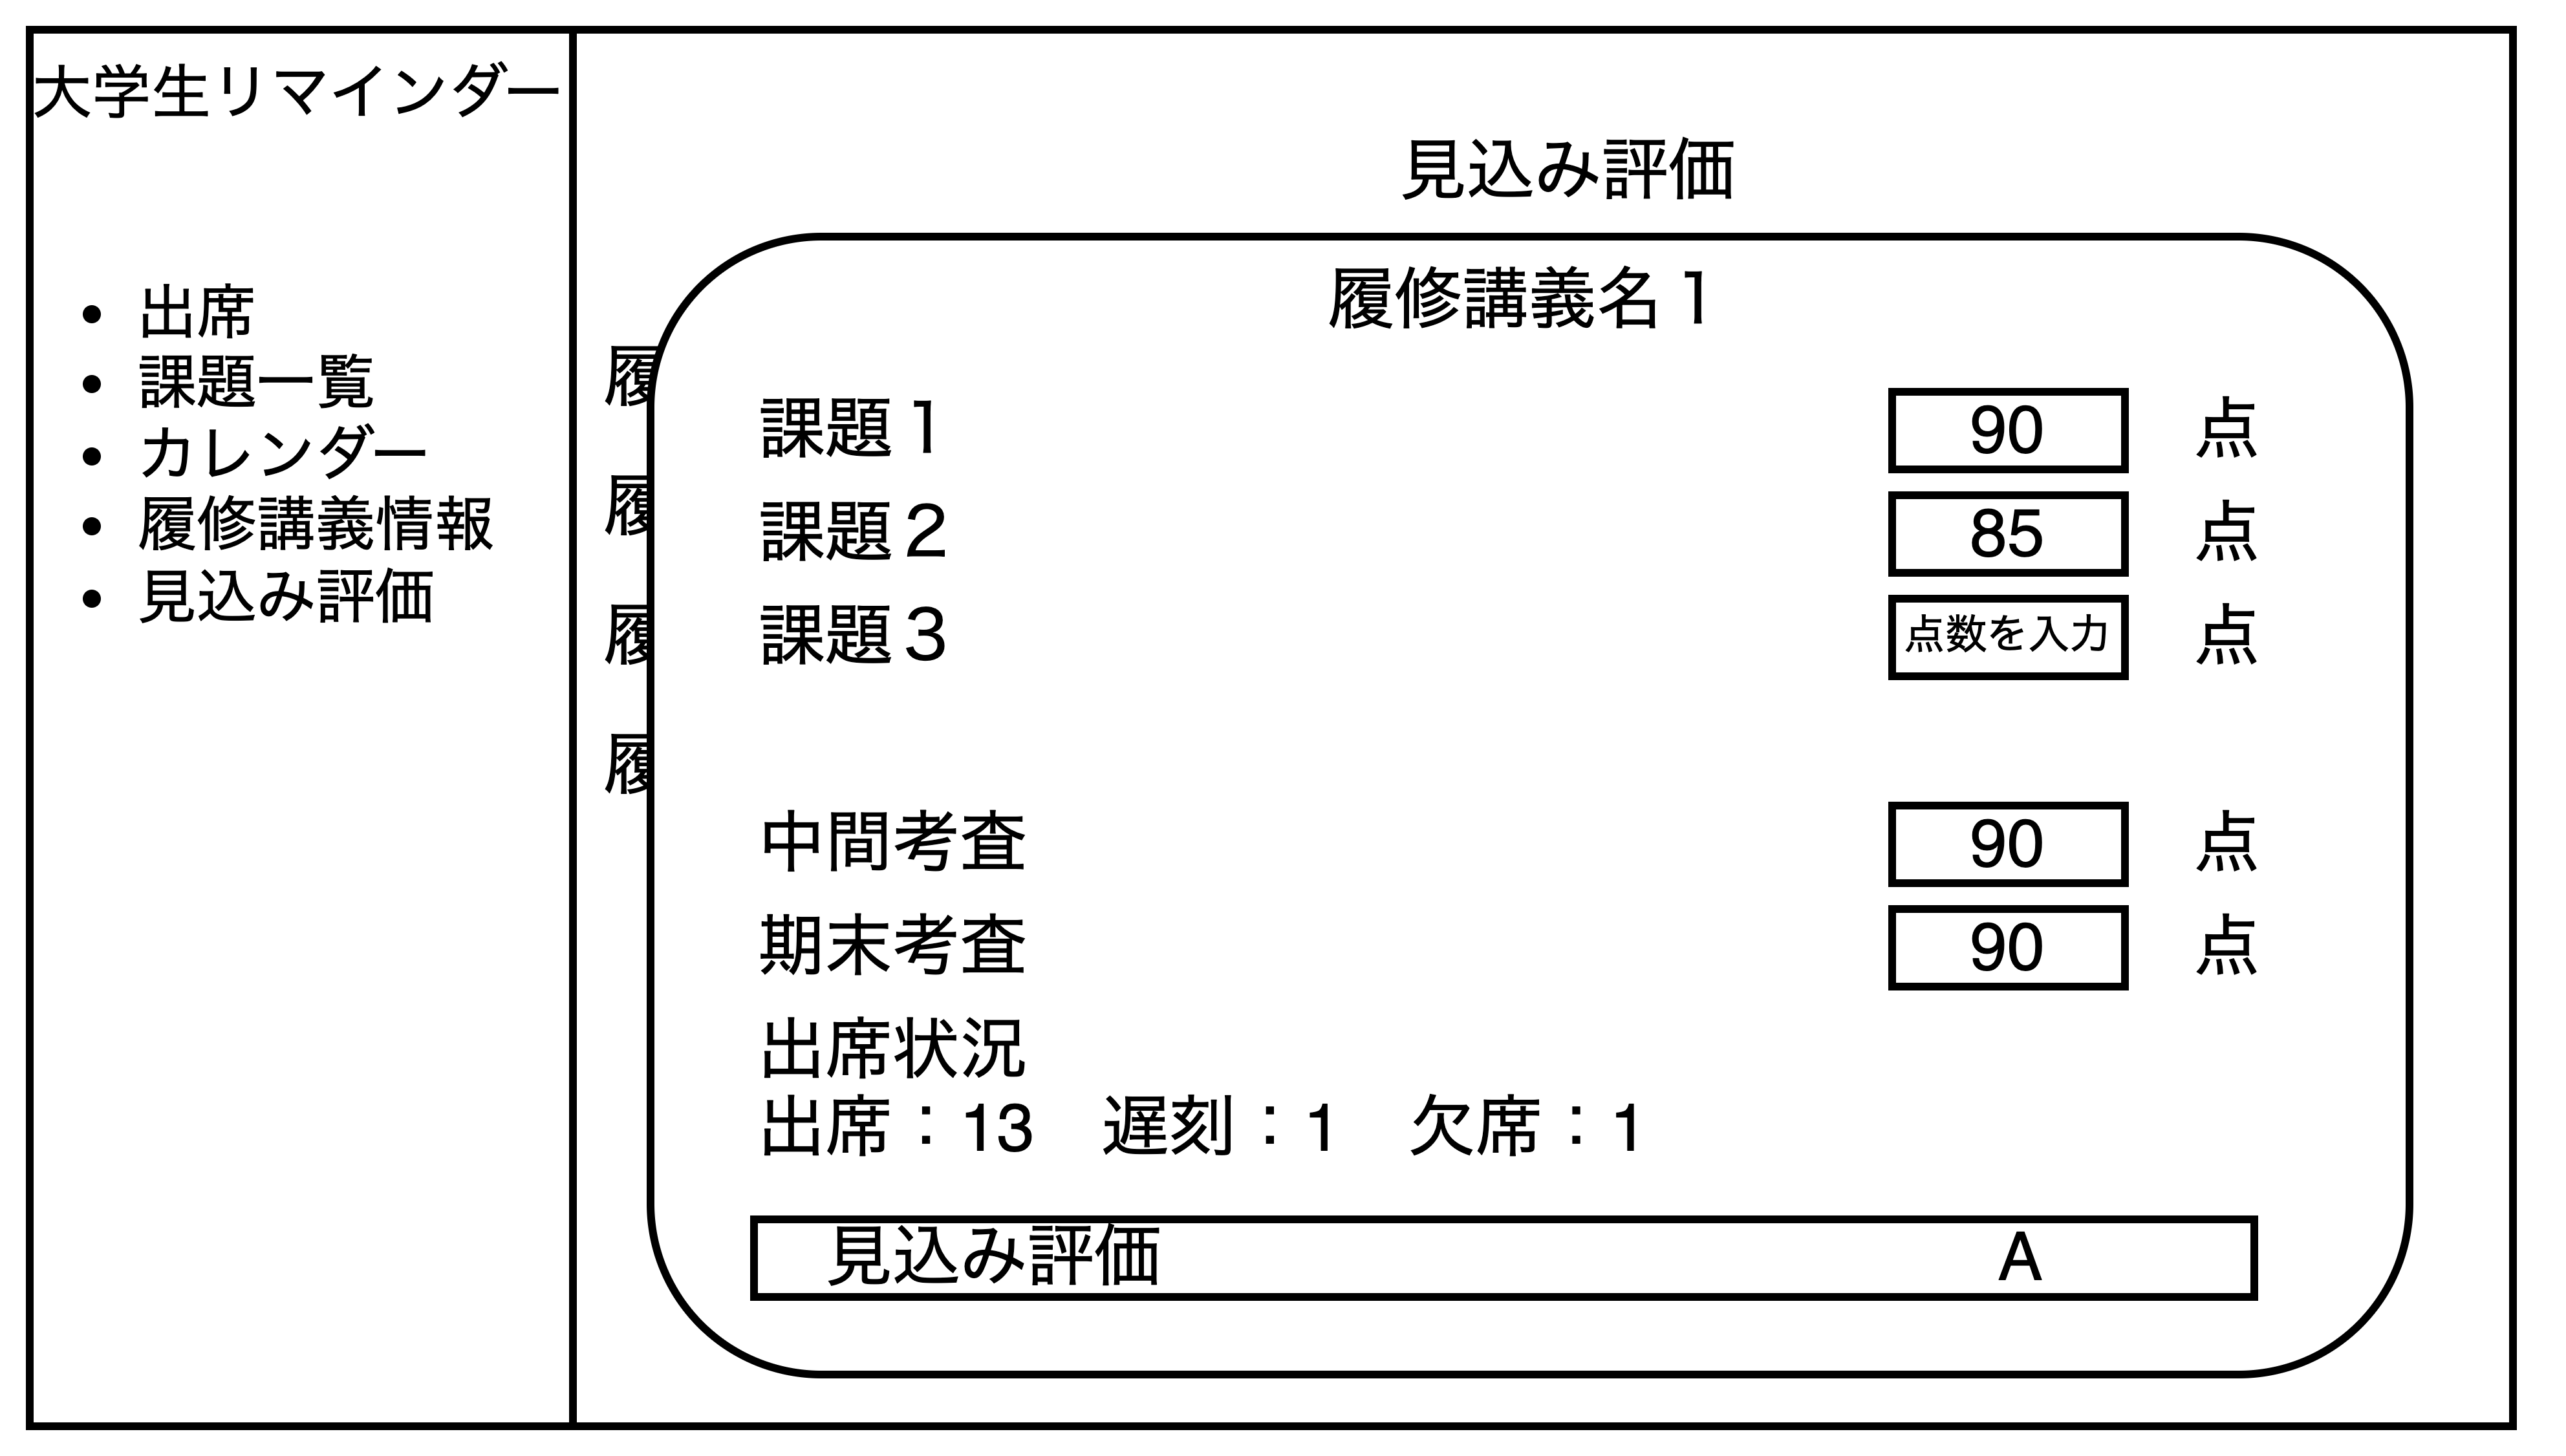 大学生リマインダー
• 出席
• 課題一覧
• カレンダー
• 履修講義情報
• 見込み評価
見込み評価
履
履
履
履
履修講義名1
課題1 90 点
課題2 85 点
課題3 点数を入力 点
中間考査 90 点
期末考査 90 点
出席状況
出席：13 遅刻：1 欠席：1
見込み評価 A